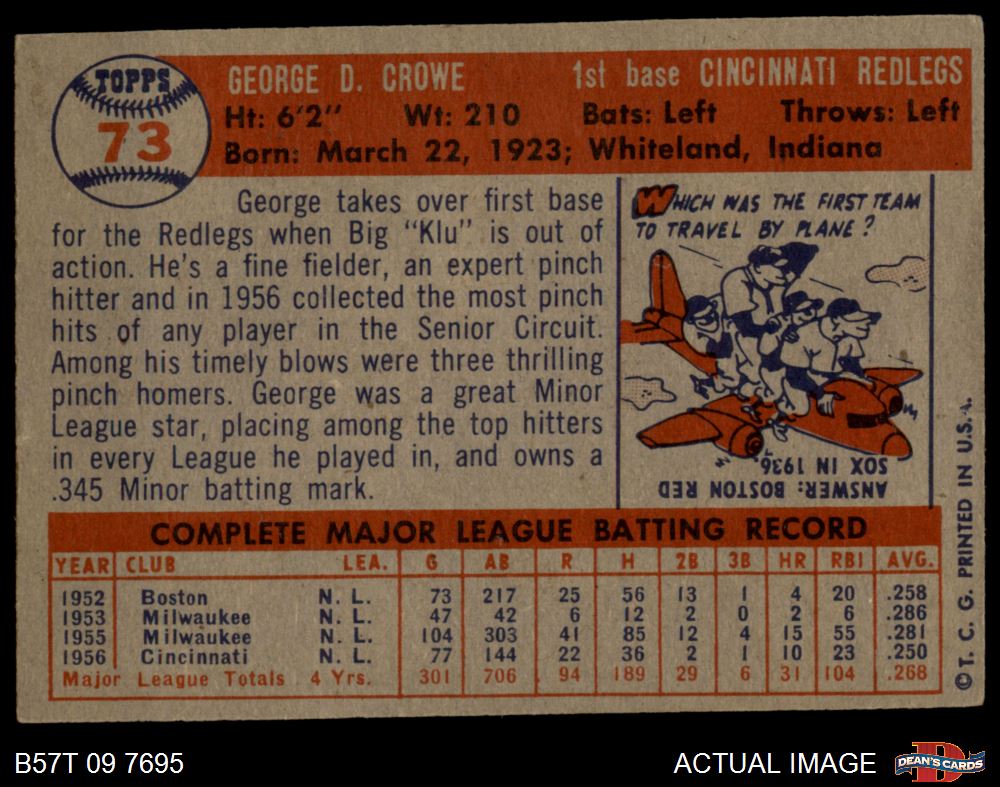 TOPPS
73
GEORGE D. CROWE 1st base CINCINNATI REDLEGS
Ht: 6'2" Wt: 210 Bats: Left Throws: Left
Born: March 22, 1923; Whiteland, Indiana
George takes over first base
for the Redlegs when Big "Klu" is out of
action. He's a fine fielder, an expert pinch
hitter and in 1956 collected the most pinch
hits of any player in the Senior Circuit.
Among his timely blows were three thrilling
pinch homers. George was a great Minor
League star, placing among the top hitters
in every League he played in, and owns a
.345 Minor batting mark.
WHICH WAS THE FIRST TEAM
TO TRAVEL BY PLANE?
ANSWER: BOSTON RED
SOX IN 1936.
COMPLETE MAJOR LEAGUE BATTING RECORD
YEAR CLUB LEA. G AB R H 2B 3B HR RBI AVG.
1952 Boston N. L. 73 217 25 56 13 1 4 20 .258
1953 Milwaukee N. L. 47 42 6 12 2 0 2 6 .286
1955 Milwaukee N. L. 104 303 41 85 12 4 15 55 .281
1956 Cincinnati N. L. 77 144 22 36 2 1 10 23 .250
Major League Totals 4 Yrs. 301 706 94 189 29 6 31 104 .268
©T. C. G. PRINTED IN U.S.A.
B57T 09 7695 ACTUAL IMAGE
DEAN'S CARDS